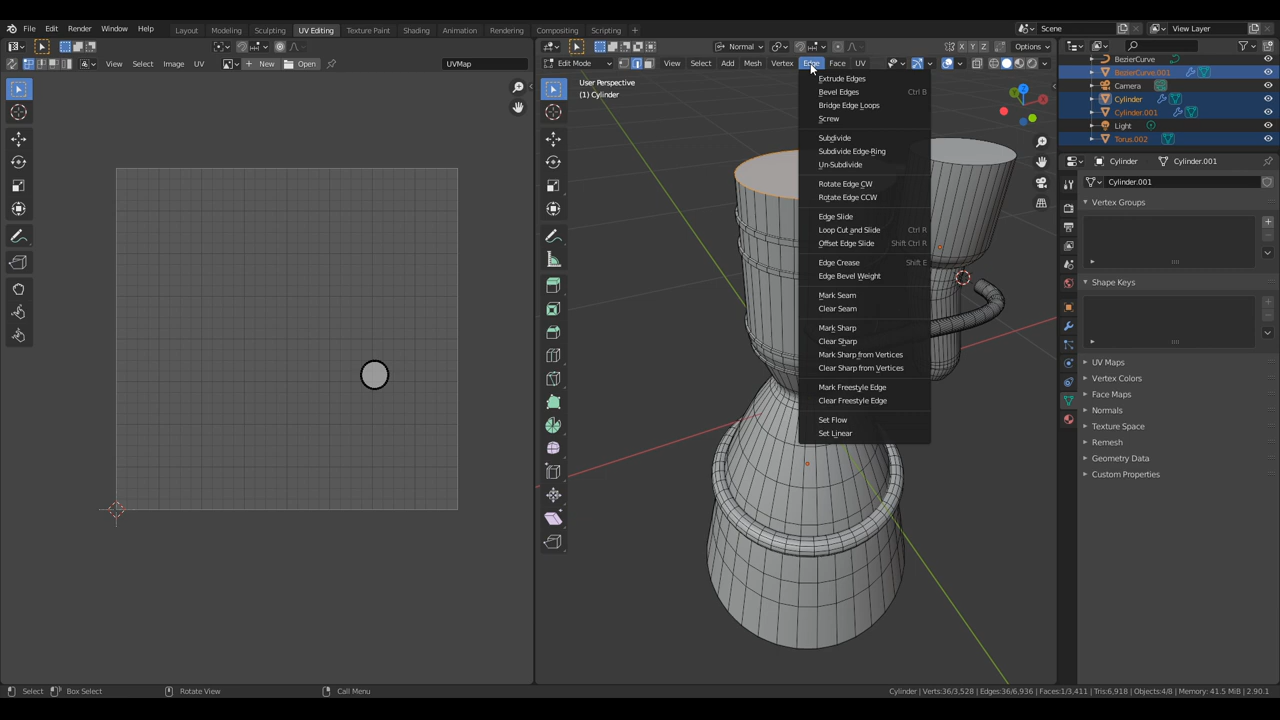 File Edit Render Window Help Layout Modeling Sculpting UV Editing Texture Paint Shading Animation Rendering Compositing Scripting Scene View Layer
Normal X Y Z Options
View Select Image UV New Open UVMap
Edit Mode View Select Add Mesh Vertex Edge Face UV
User Perspective
(1) Cylinder
Extrude Edges
Bevel Edges Ctrl B
Bridge Edge Loops
Screw
Subdivide
Subdivide Edge-Ring
Un-Subdivide
Rotate Edge CW
Rotate Edge CCW
Edge Slide
Loop Cut and Slide Ctrl R
Offset Edge Slide Shift Ctrl R
Edge Crease Shift E
Edge Bevel Weight
Mark Seam
Clear Seam
Mark Sharp
Clear Sharp
Mark Sharp from Vertices
Clear Sharp from Vertices
Mark Freestyle Edge
Clear Freestyle Edge
Set Flow
Set Linear
Z X Y
BezierCurve
BezierCurve.001
Camera
Cylinder
Cylinder.001
Light
Torus.002
Cylinder Cylinder.001
Cylinder.001
Vertex Groups
Shape Keys
UV Maps
Vertex Colors
Face Maps
Normals
Texture Space
Remesh
Geometry Data
Custom Properties
Select Box Select Rotate View Call Menu Cylinder | Verts:36/3,528 | Edges:36/6,936 | Faces:1/3,411 | Tris:6,918 | Objects:4/8 | Memory: 41.5 MiB | 2.90.1